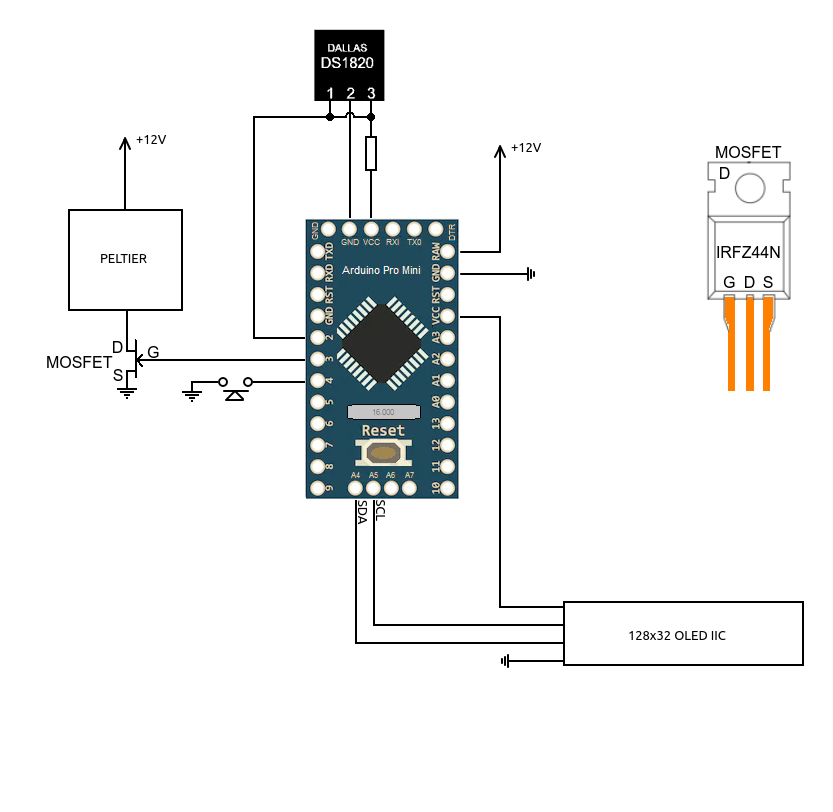 DALLAS
DS1820
1 2 3
+12V
+12V
MOSFET
D
IRFZ44N
G D S
PELTIER
D
MOSFET
G
S
GND
GND VCC RXI TX0
DTR
Arduino Pro Mini
TXD
RXD
RST
GND
2
3
4
5
6
7
8
9
RAW
GND
RST
VCC
A3
A2
A1
A0
13
12
11
10
16.000
Reset
A4 A5 A6 A7
SDA
SCL
128x32 OLED IIC